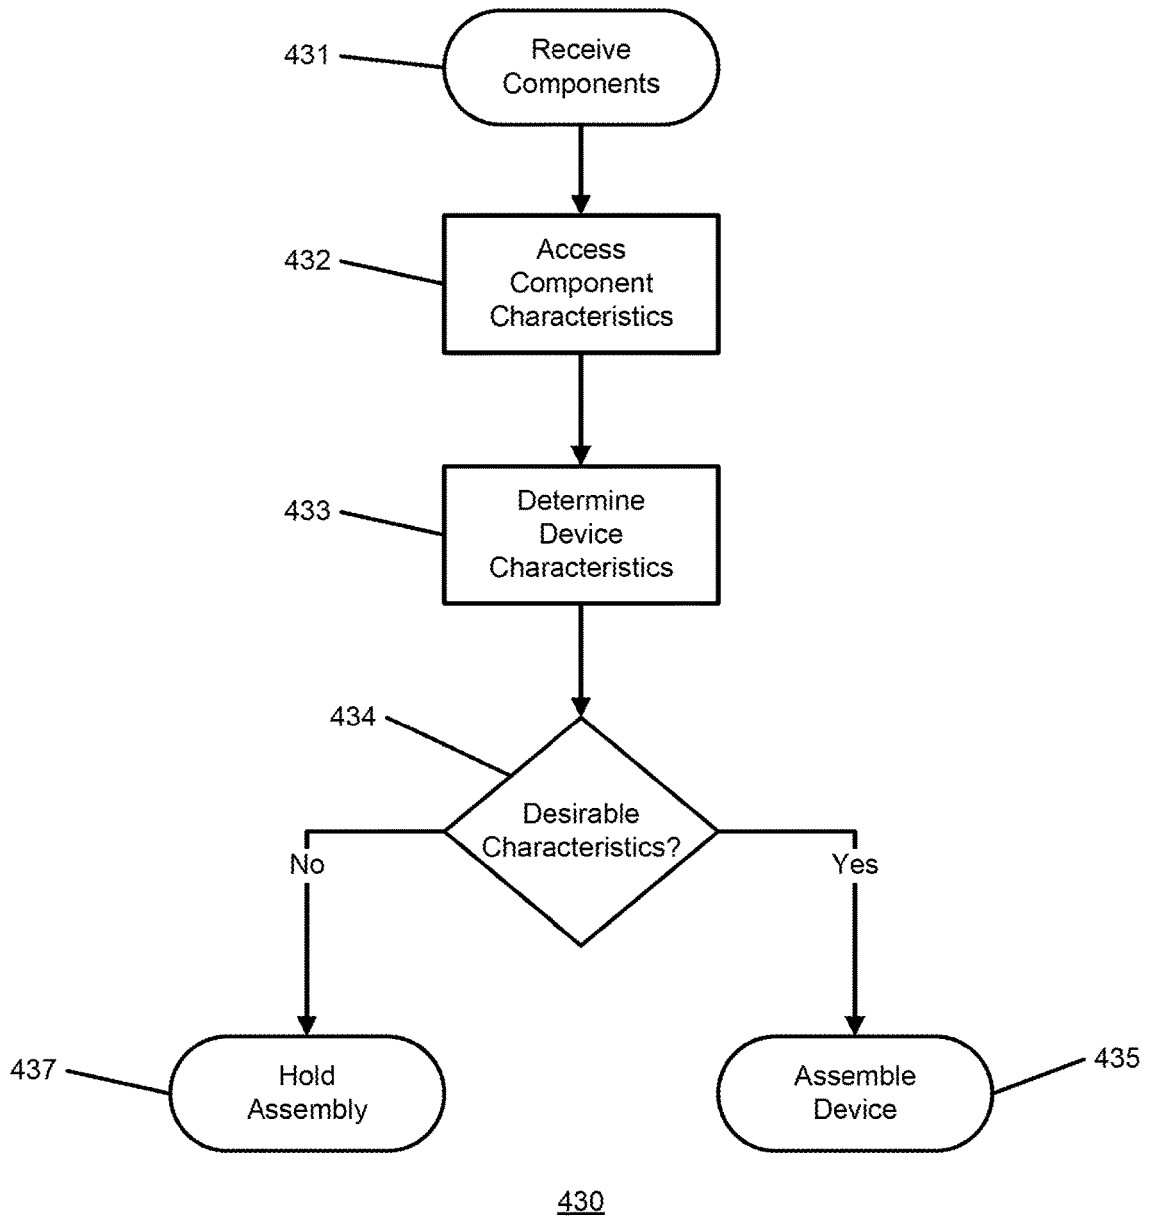 431
Receive
Components
432
Access
Component
Characteristics
433
Determine
Device
Characteristics
434
Desirable
Characteristics?
No
Yes
437
Hold
Assembly
Assemble
Device
435
430